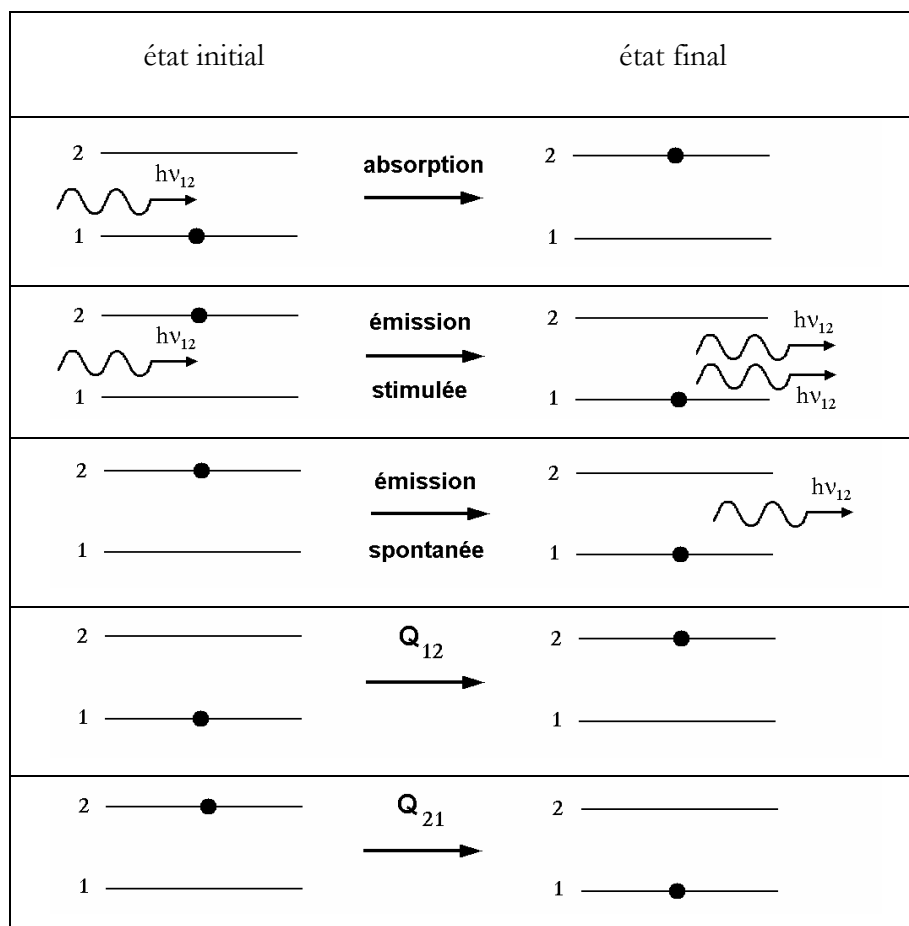 état initial état final
2
hν₁₂
1
absorption
2
1
2
hν₁₂
1
émission
stimulée
2
hν₁₂
hν₁₂
1
2
1
émission
spontanée
2
hν₁₂
1
2
1
Q₁₂
2
1
2
1
Q₂₁
2
1